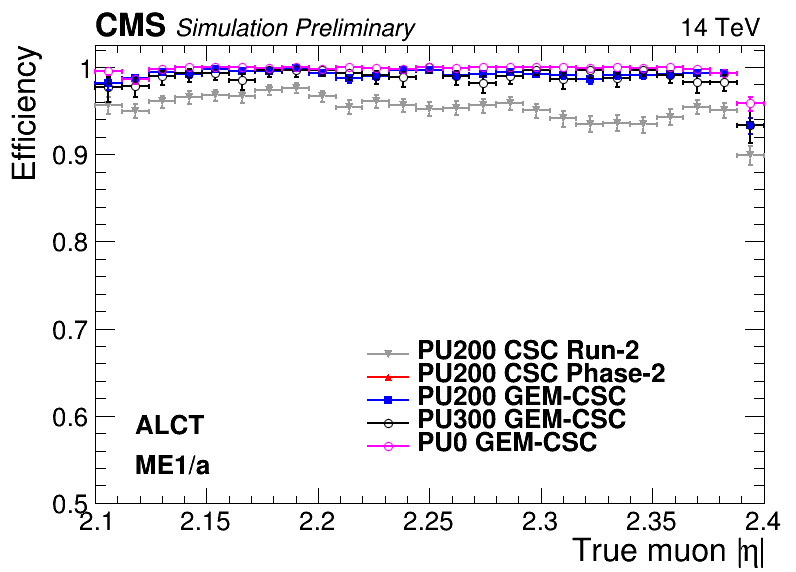 CMS Simulation Preliminary 14 TeV
Efficiency
1
0.9
0.8
0.7
0.6
0.5
PU200 CSC Run-2
PU200 CSC Phase-2
PU200 GEM-CSC
PU300 GEM-CSC
PU0 GEM-CSC
ALCT
ME1/a
2.1 2.15 2.2 2.25 2.3 2.35 2.4
True muon |η|